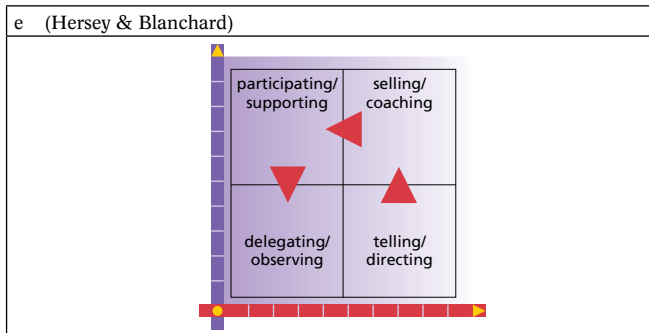 e (Hersey & Blanchard)
participating/
supporting
selling/
coaching
delegating/
observing
telling/
directing